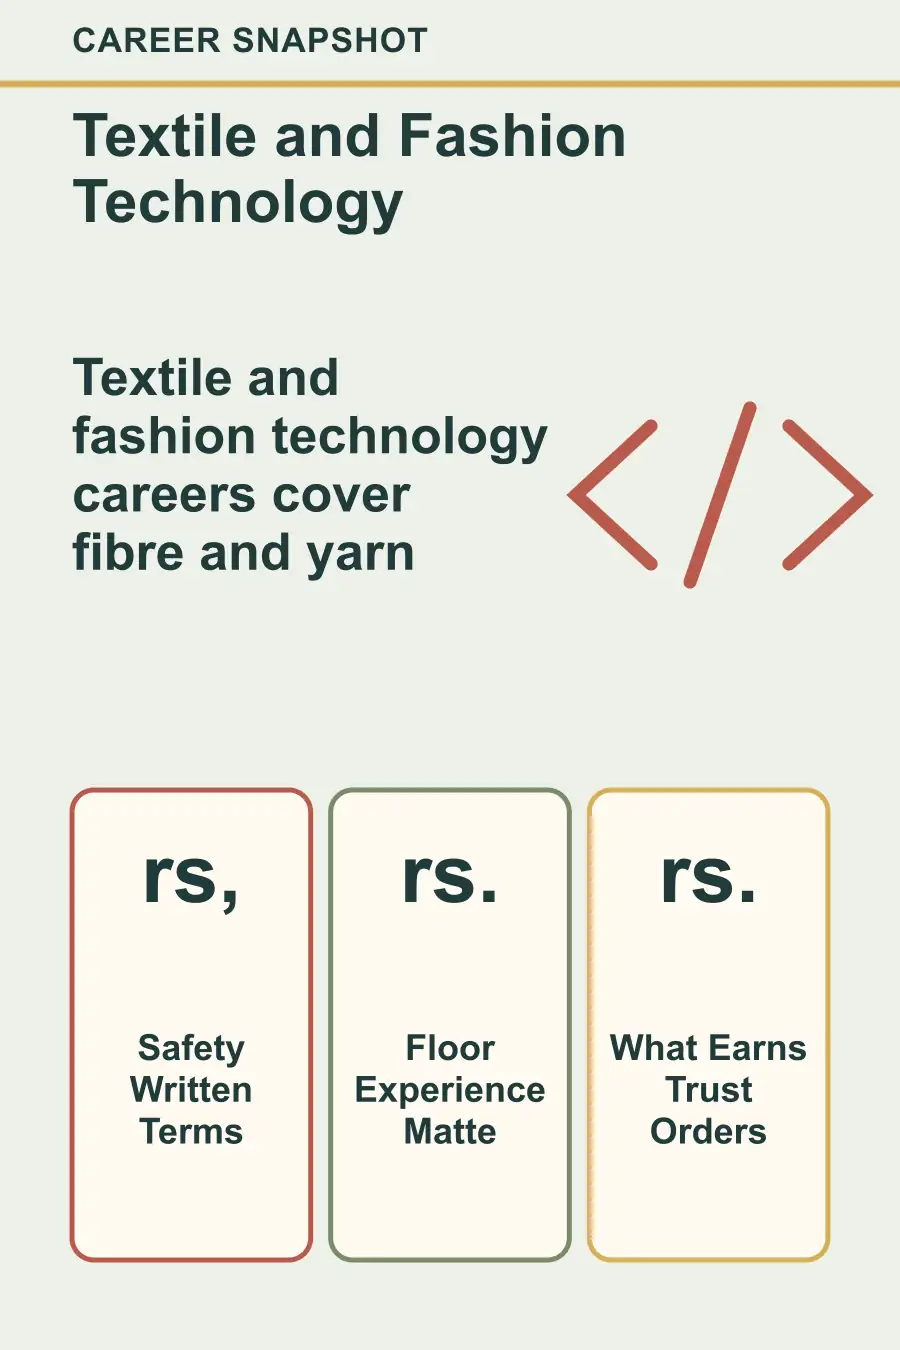 CAREER SNAPSHOT
Textile and Fashion
Technology
Textile and
fashion technology
careers cover
fibre and yarn
rs,
Safety
Written
Terms
rs.
Floor
Experience
Matte
rs.
What Earns
Trust
Orders